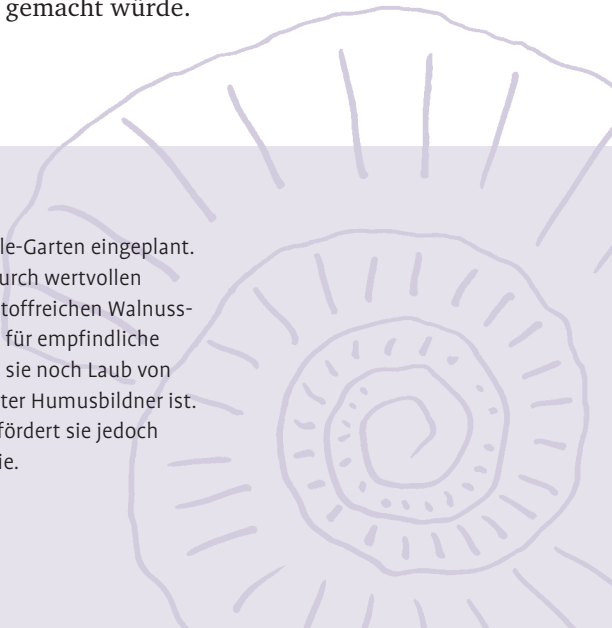 gemacht würde.
le-Garten eingeplant.
urch wertvollen
toffreichen Walnuss-
für empfindliche
sie noch Laub von
ter Humusbildner ist.
fördert sie jedoch
ie.